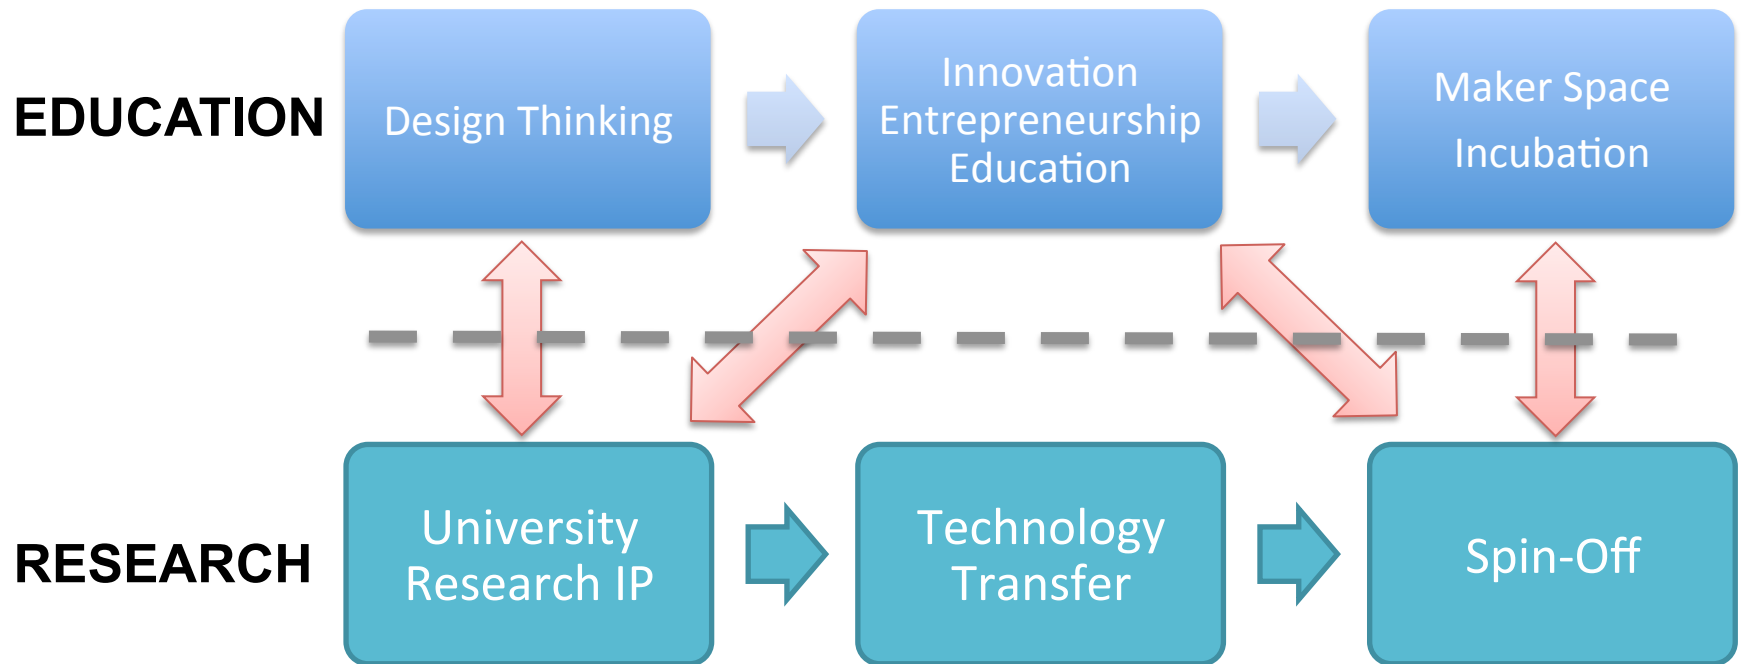 EDUCATION
Design Thinking
Innovation
Entrepreneurship
Education
Maker Space
Incubation
RESEARCH
University
Research IP
Technology
Transfer
Spin-Off